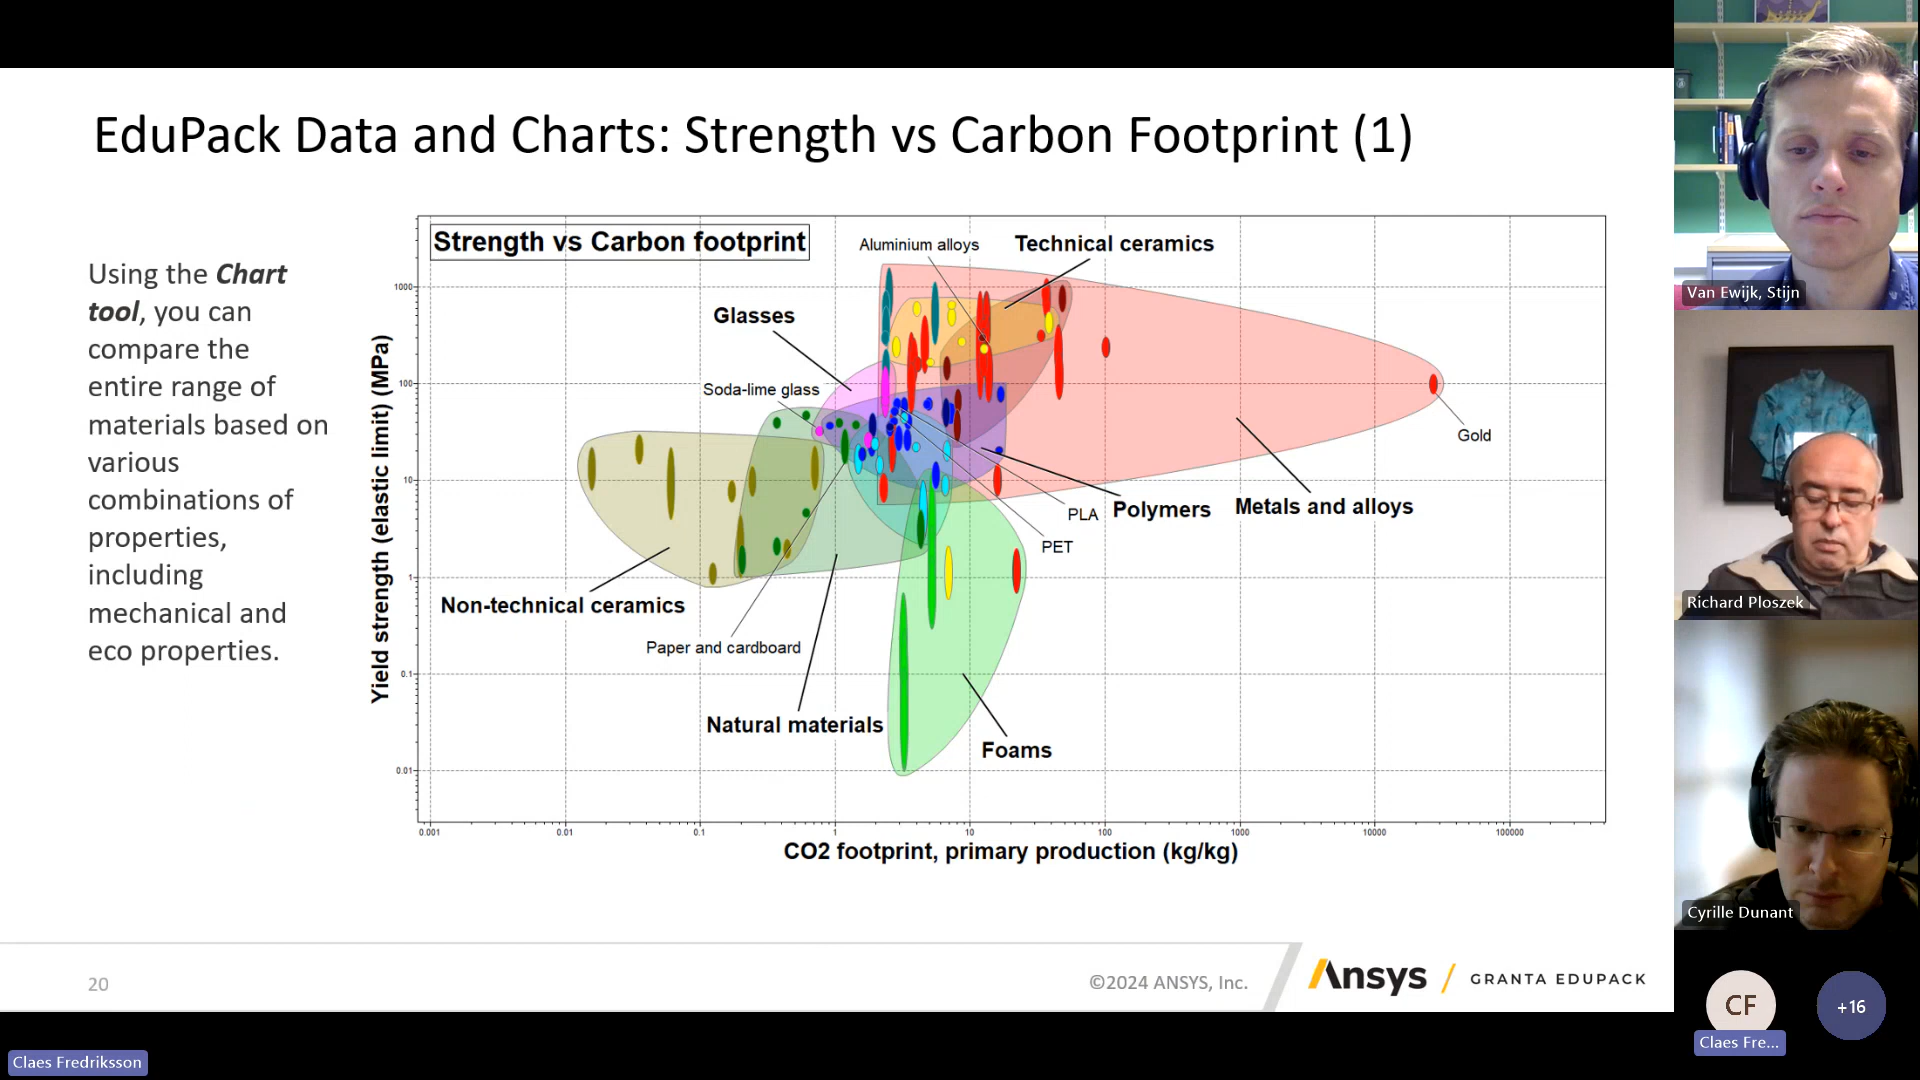 EduPack Data and Charts: Strength vs Carbon Footprint (1)
Using the Chart
tool, you can
compare the
entire range of
materials based on
various
combinations of
properties,
including
mechanical and
eco properties.
Strength vs Carbon footprint
Aluminium alloys
Technical ceramics
Glasses
Soda-lime glass
Gold
PLA
Polymers
Metals and alloys
PET
Non-technical ceramics
Paper and cardboard
Natural materials
Foams
Yield strength (elastic limit) (MPa)
1000
100
10
1
0.1
0.01
0.001
0.01
0.1
1
10
100
1000
10000
100000
CO2 footprint, primary production (kg/kg)
20
©2024 ANSYS, Inc.
Ansys / GRANTA EDUPACK
Van Ewijk, Stijn
Richard Ploszek
Cyrille Dunant
CF
+16
Claes Fre...
Claes Fredriksson